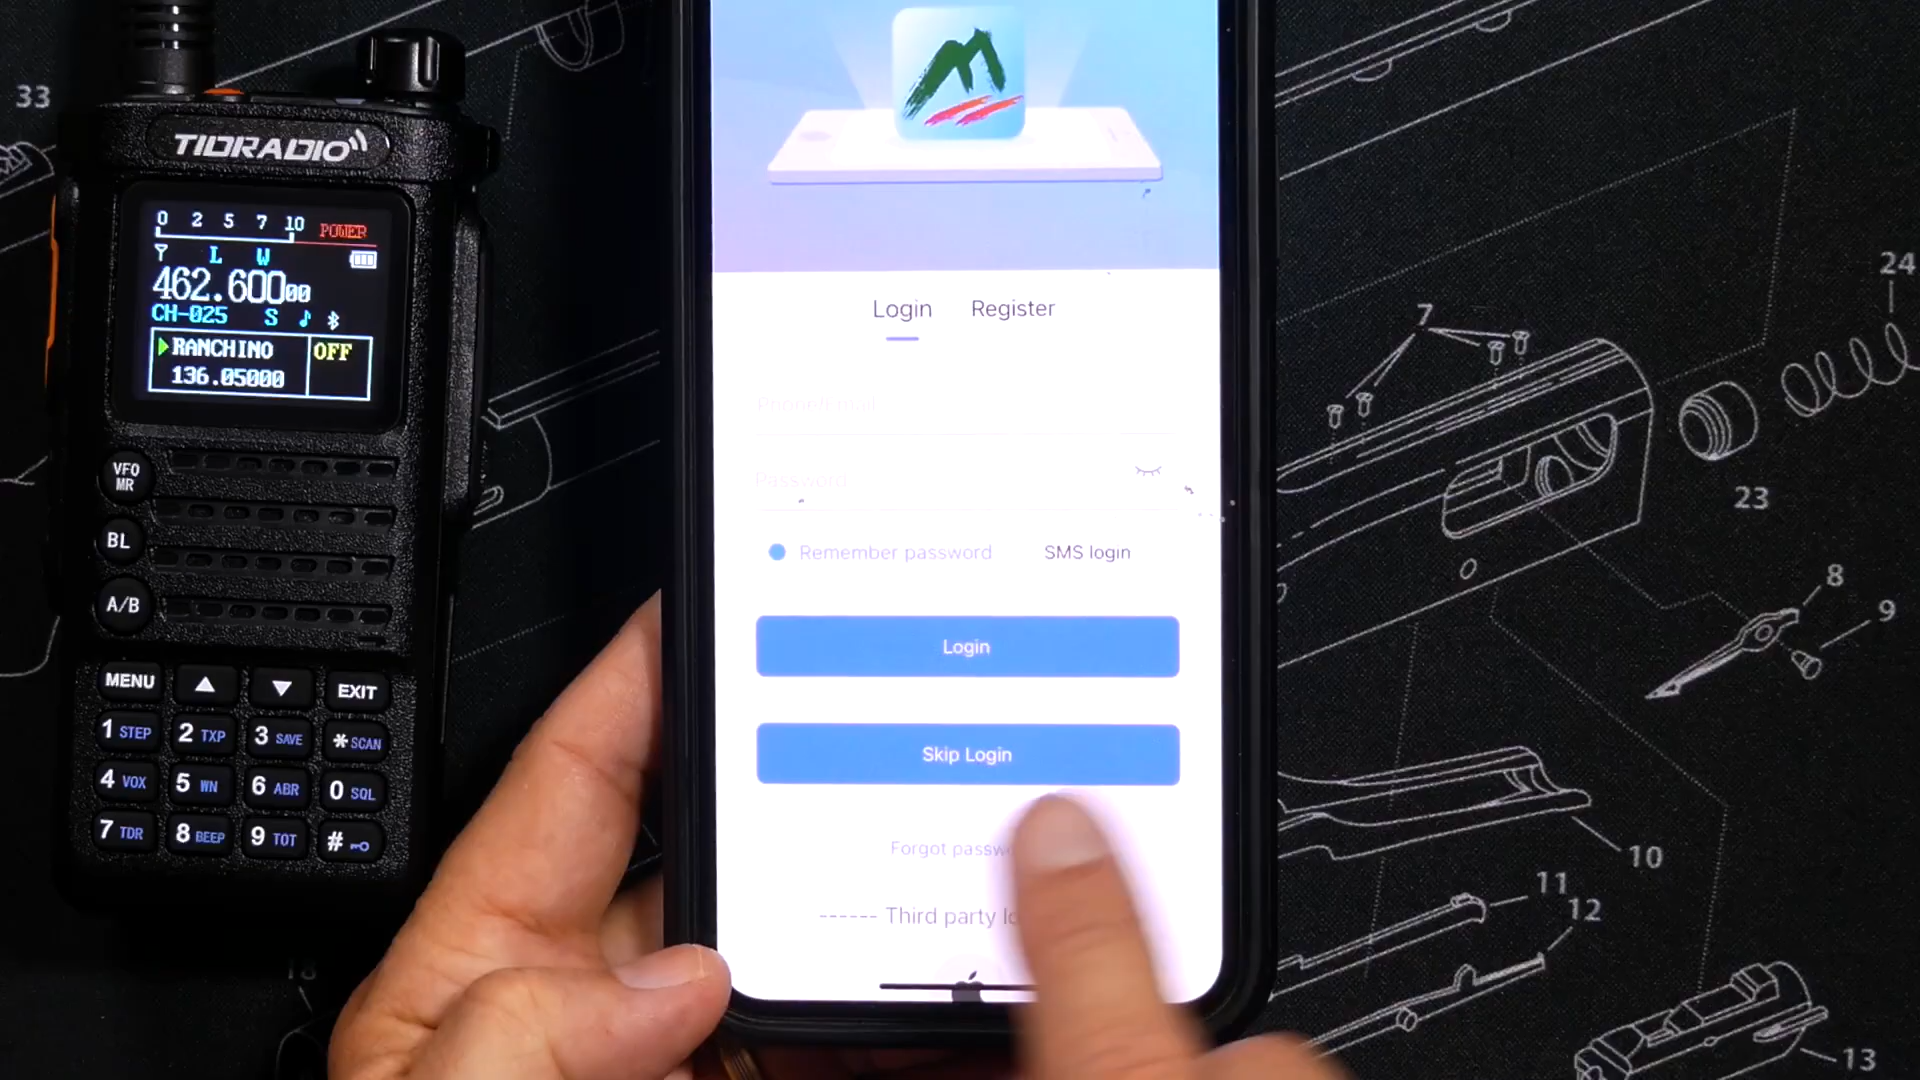 33
TIDRADIO
0 2 5 7 10 POWER
L W
462.60000
CH-025 S
RANCHINO OFF
136.05000
VFO
MR
BL
A/B
MENU ▲ ▼ EXIT
1 STEP 2 TXP 3 SAVE * SCAN
4 VOX 5 WN 6 ABR 0 SQL
7 TDR 8 BEEP 9 TOT #
Login Register
Password
Remember password SMS login
Login
Skip Login
Forgot
------ Third party
7
24
23
8
9
10
11
12
13
18